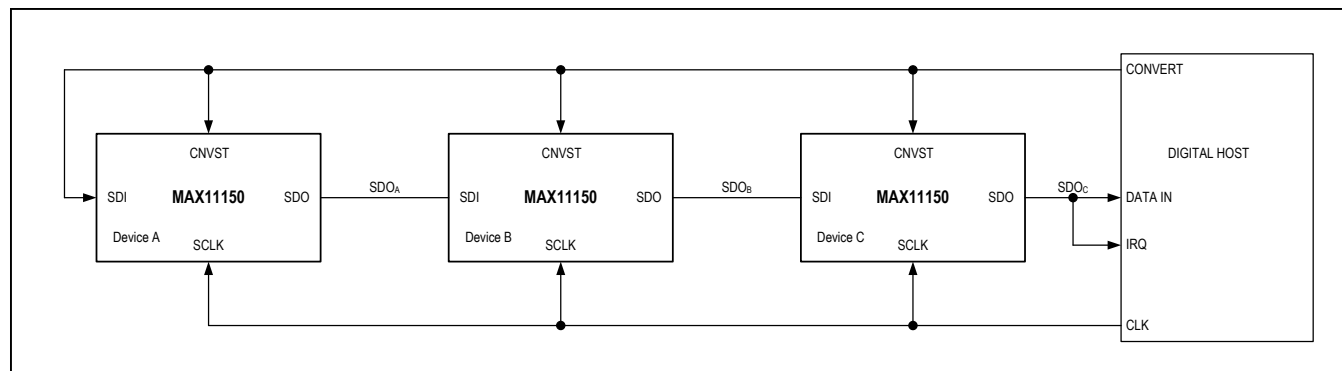 CONVERT
CNVST
CNVST
CNVST
DIGITAL HOST
SDI
MAX11150
SDO
SDOA
SDI
MAX11150
SDO
SDOB
SDI
MAX11150
SDO
SDOC
DATA IN
Device A
SCLK
Device B
SCLK
Device C
SCLK
IRQ
CLK